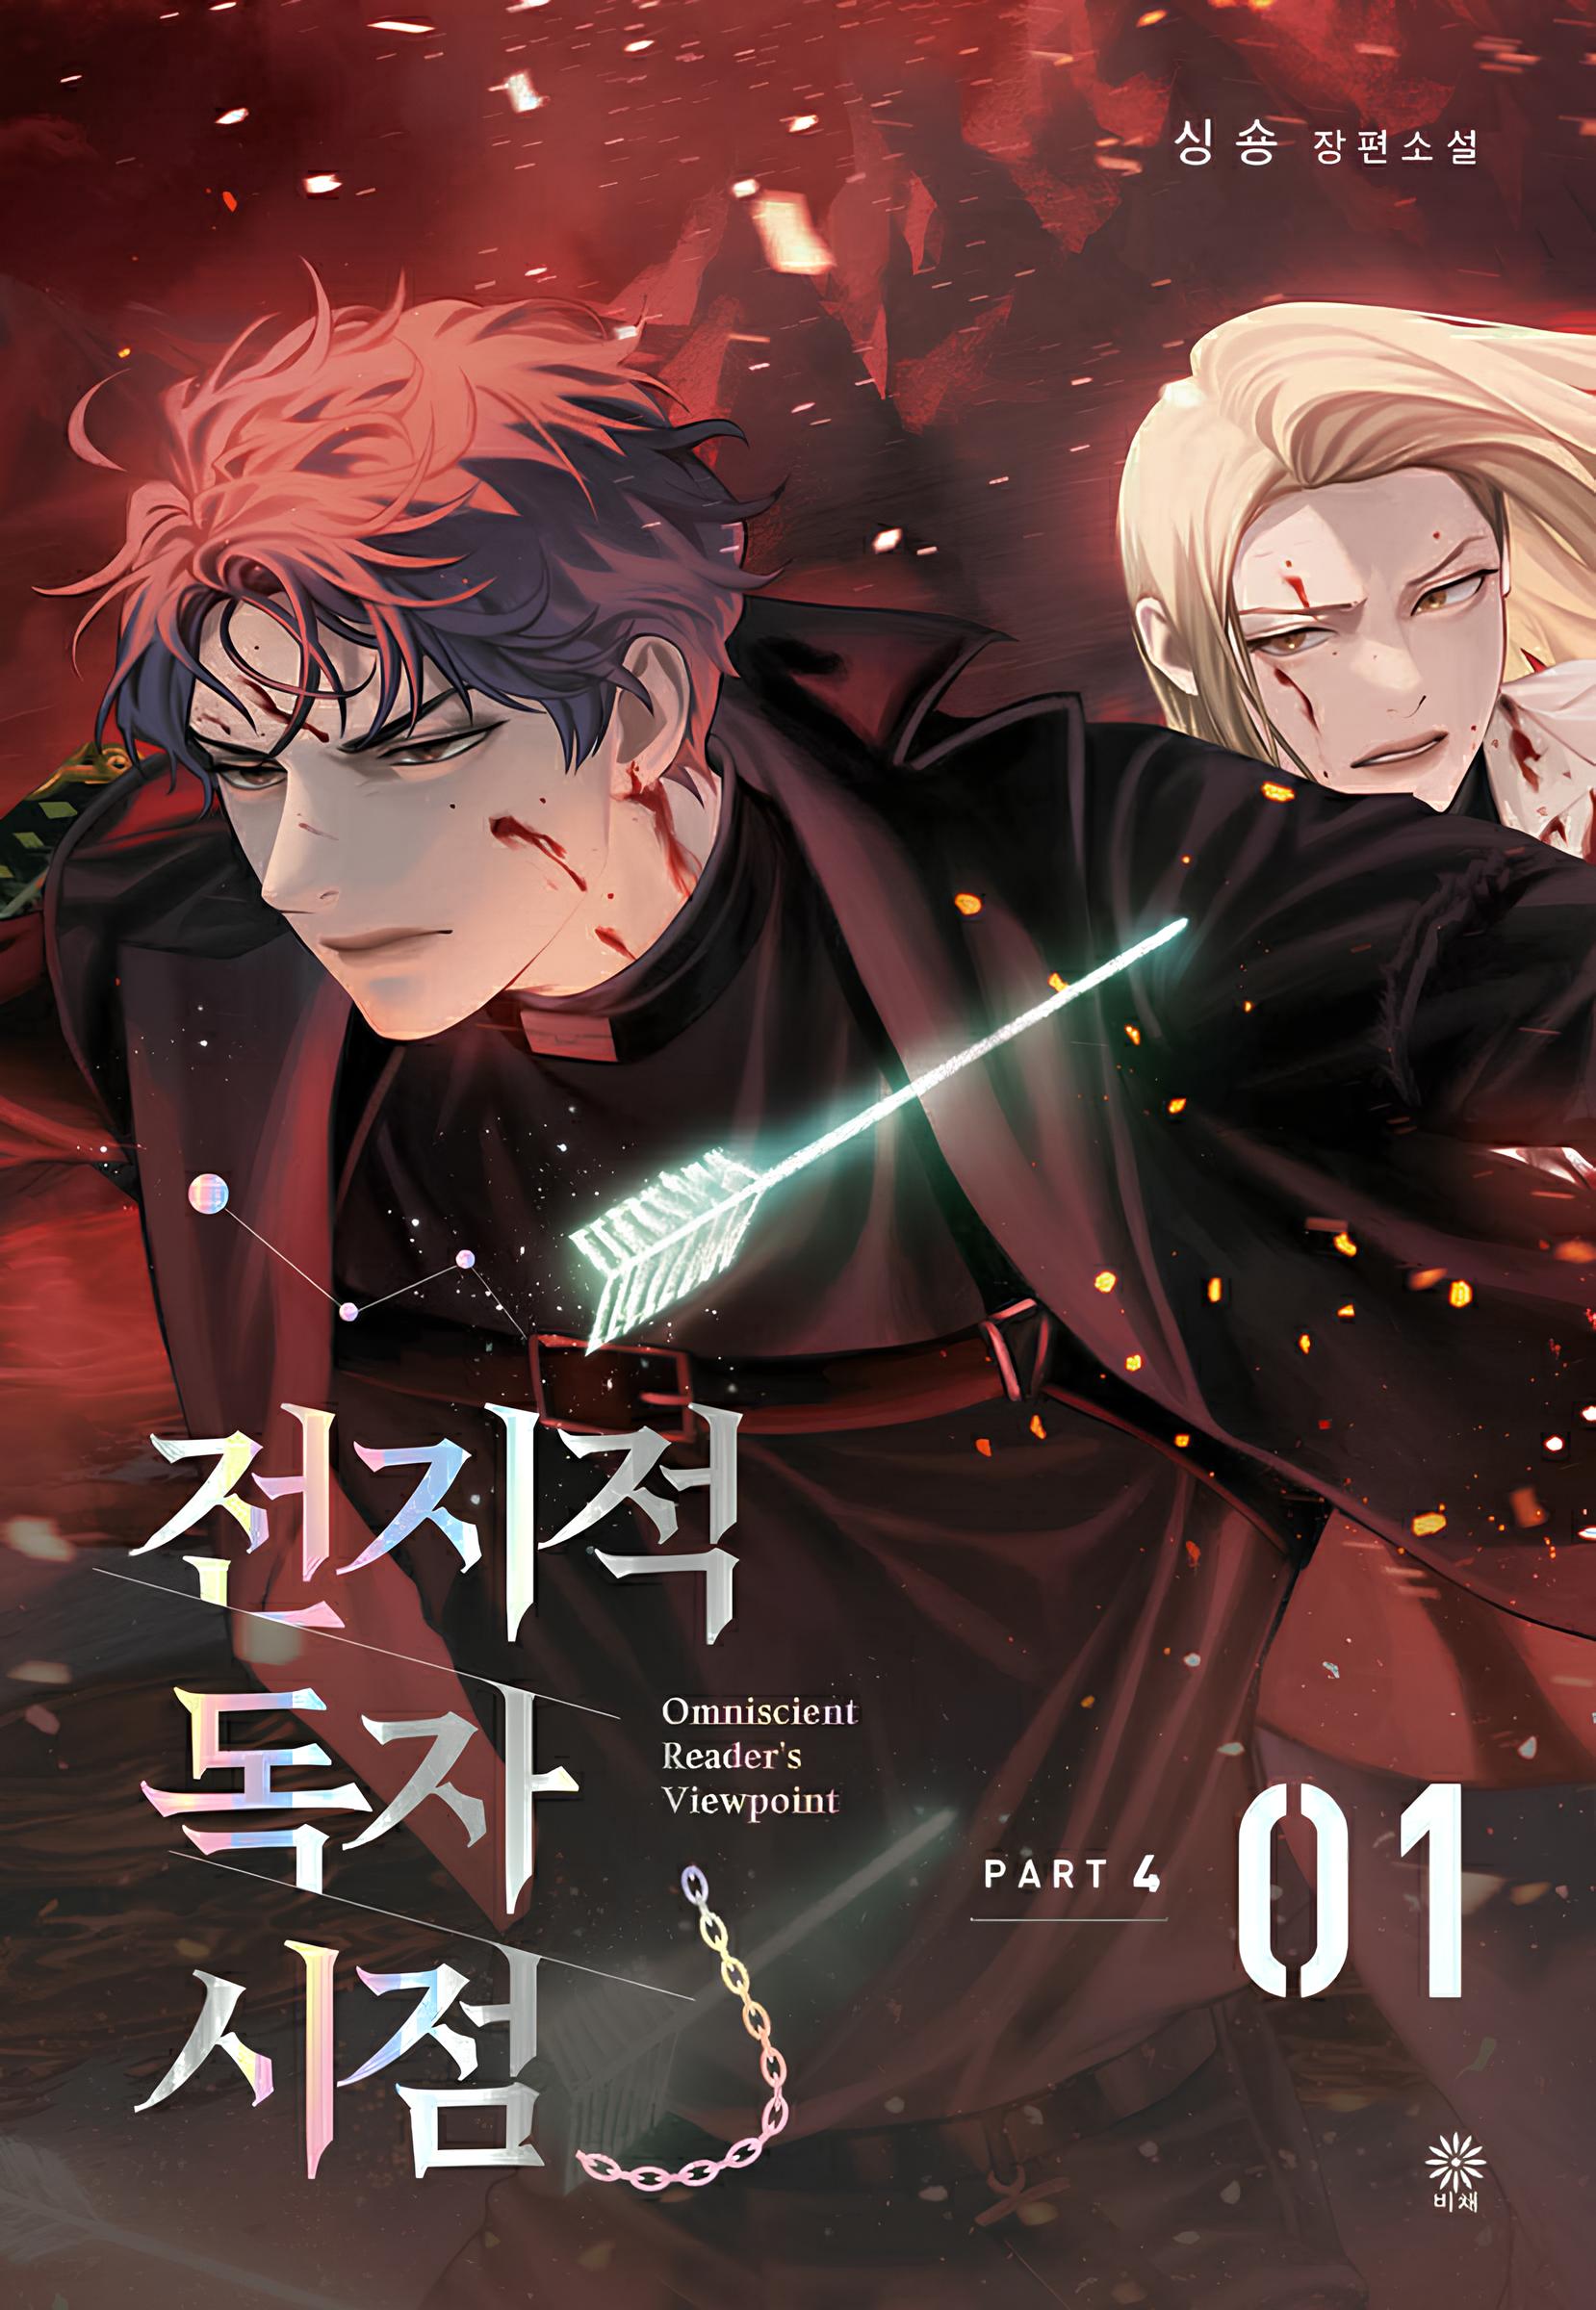 싱숑 장편소설
전지적
독자
시점
Omniscient
Reader's
Viewpoint
PART 4
01
비채